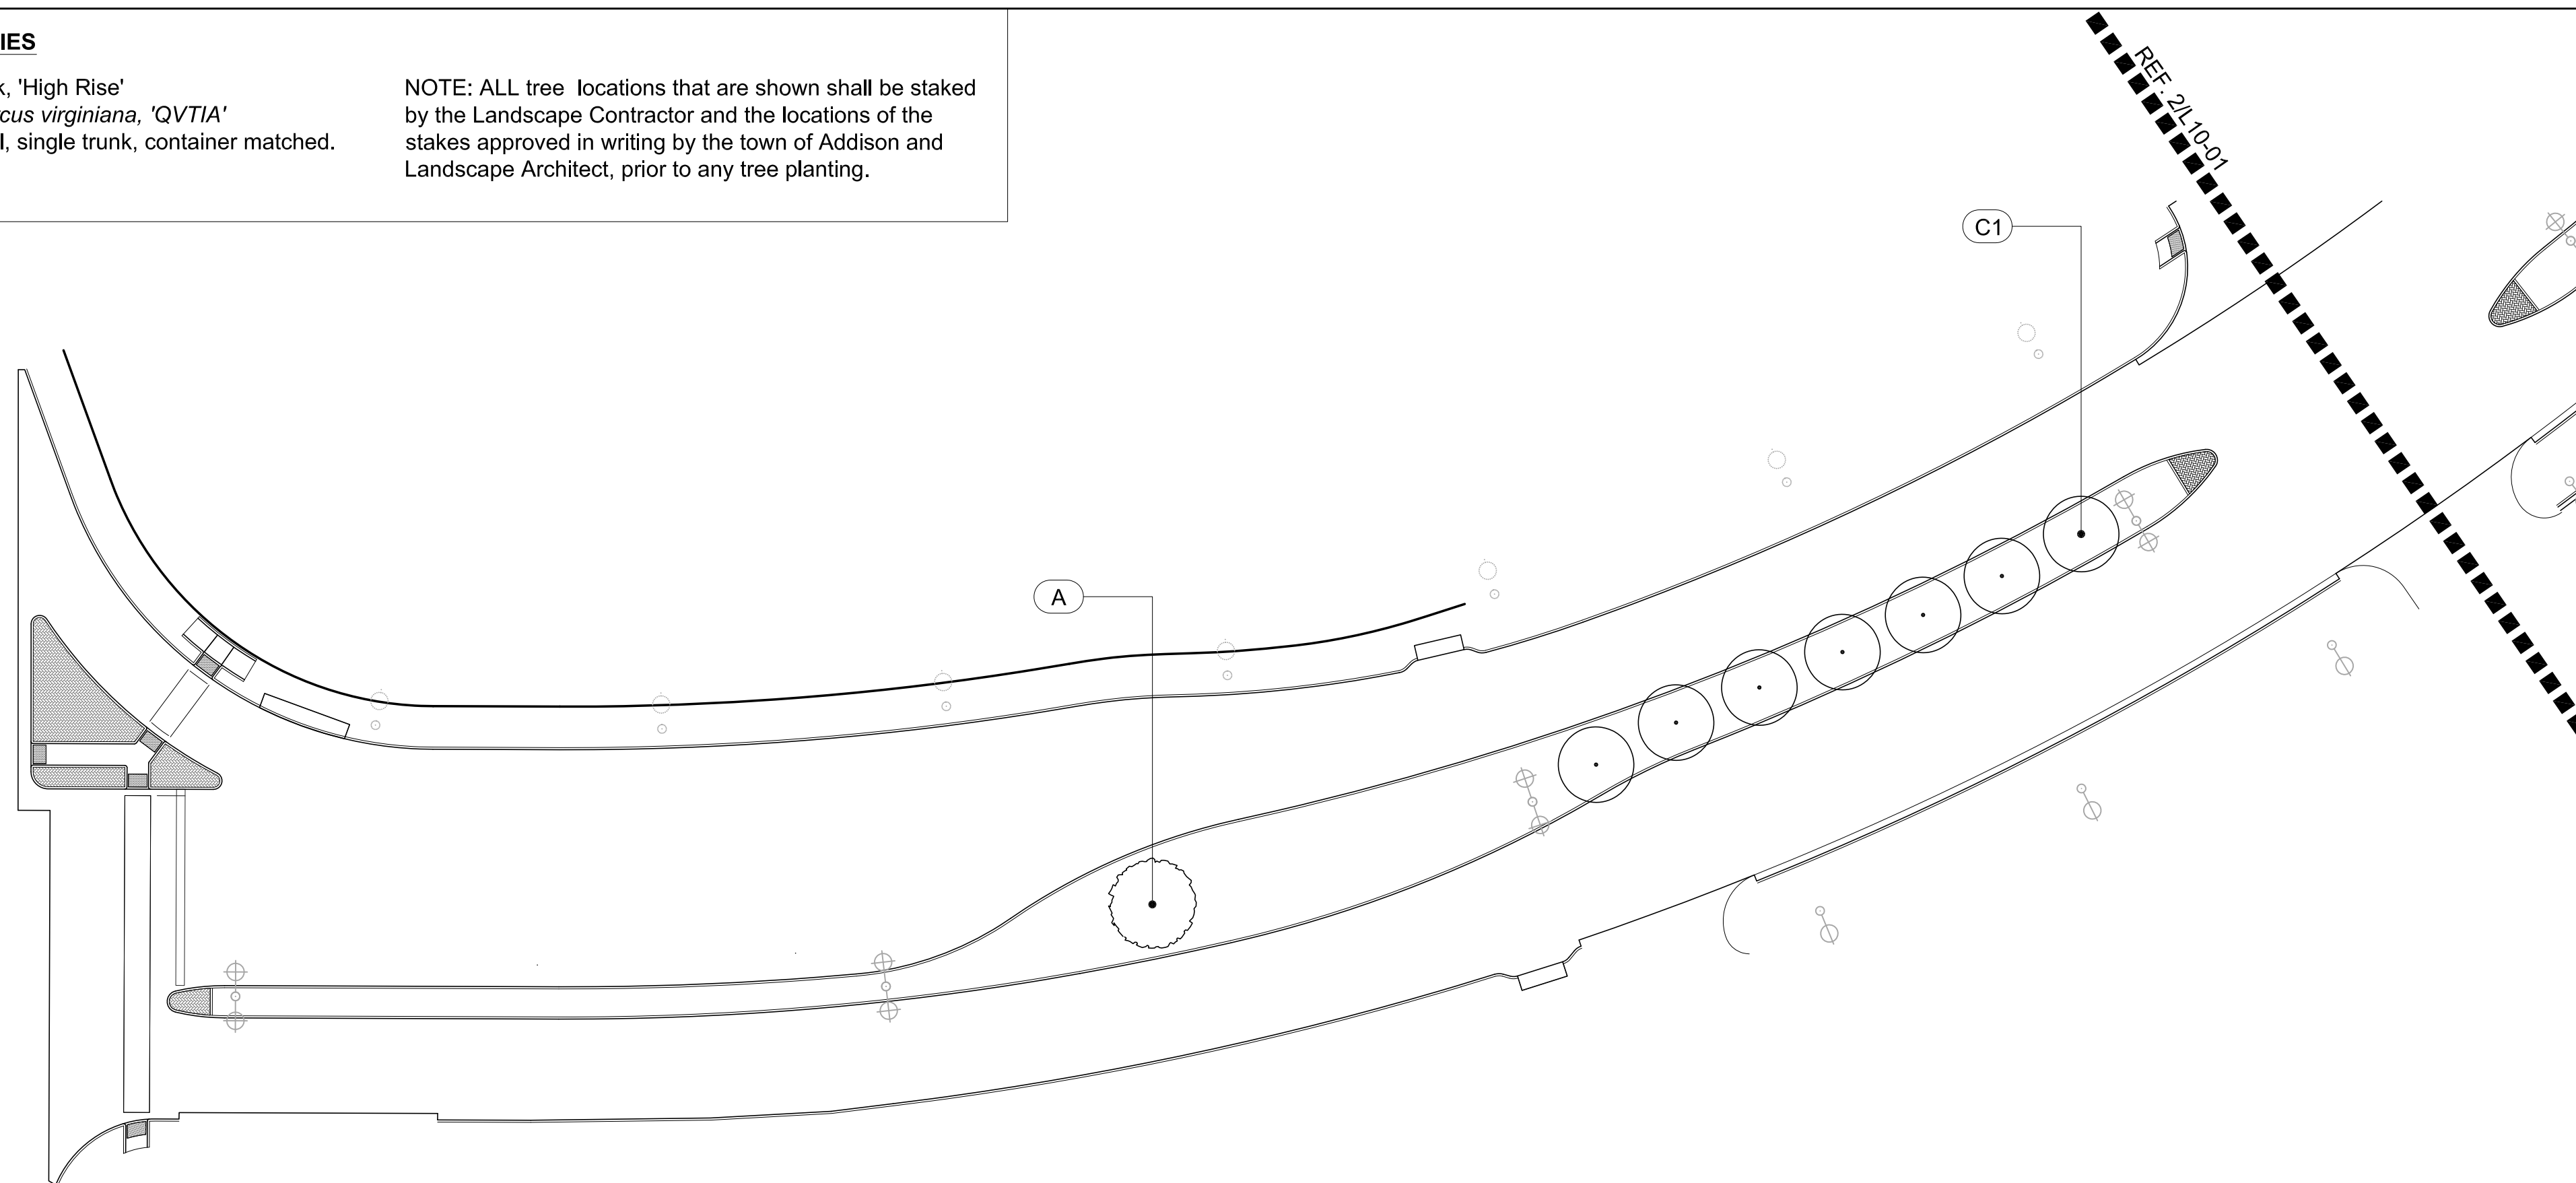 IES
k, 'High Rise'
cus virginiana, 'QVTIA'
l, single trunk, container matched.
NOTE: ALL tree locations that are shown shall be staked
by the Landscape Contractor and the locations of the
stakes approved in writing by the town of Addison and
Landscape Architect, prior to any tree planting.
REF. 2/L10-01
C1
A